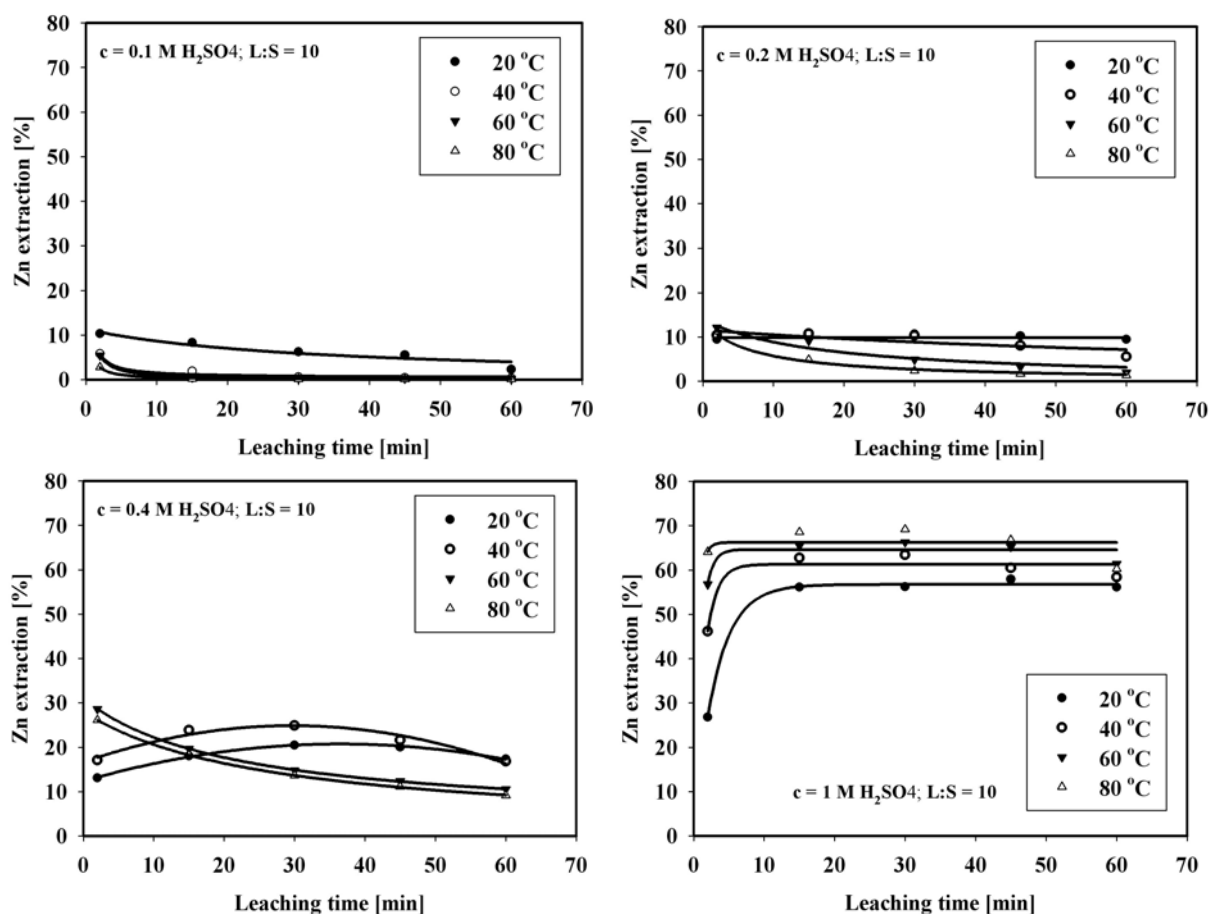 80
70
60
50
40
30
20
10
0
Zn extraction [%]
c = 0.1 M H₂SO4; L:S = 10
20 °C
40 °C
60 °C
80 °C
0 10 20 30 40 50 60 70
Leaching time [min]
80
70
60
50
40
30
20
10
0
Zn extraction [%]
c = 0.2 M H₂SO4; L:S = 10
20 °C
40 °C
60 °C
80 °C
0 10 20 30 40 50 60 70
Leaching time [min]
80
70
60
50
40
30
20
10
0
Zn extraction [%]
c = 0.4 M H₂SO4; L:S = 10
20 °C
40 °C
60 °C
80 °C
0 10 20 30 40 50 60 70
Leaching time [min]
80
70
60
50
40
30
20
10
0
Zn extraction [%]
20 °C
40 °C
60 °C
80 °C
c = 1 M H₂SO4; L:S = 10
0 10 20 30 40 50 60 70
Leaching time [min]